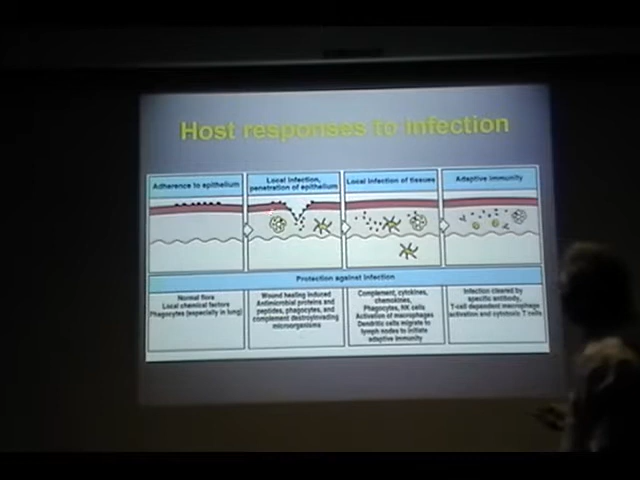 Host responses to infection
Adherence to epithelium
Local infection,
penetration of epithelium
Local infection of tissues
Adaptive immunity
Protection against infection
Normal flora
Local chemical factors
Phagocytes (especially in lung)
Wound healing induced
Antimicrobial proteins and
peptides, phagocytes, and
complement destroyinvading
microorganisms
Complement, cytokines,
chemokines,
Phagocytes, NK cells
Activation of macrophages
Dendritic cells migrate to
lymph nodes to initiate
adaptive immunity
Infection cleared by
specific antibody,
T-cell dependent macrophage
activation and cytotoxic T cells